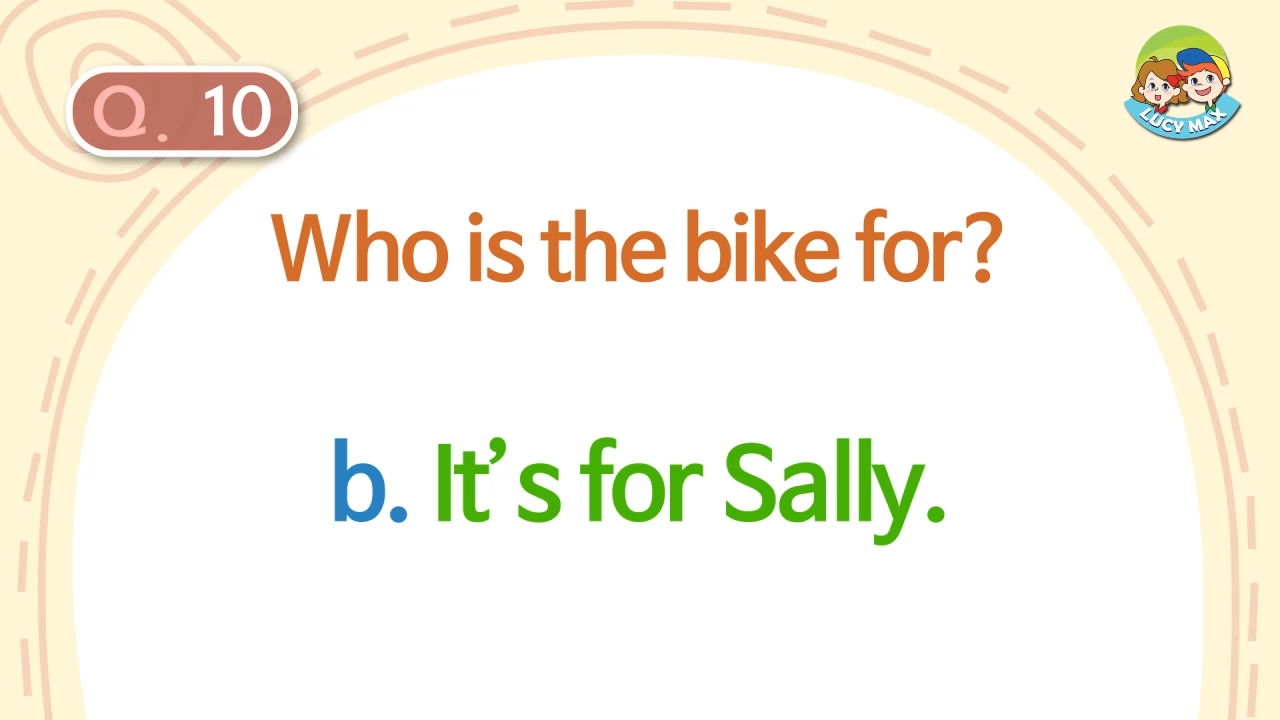 Q. 10
LUCY MAX
Who is the bike for?
b. It's for Sally.